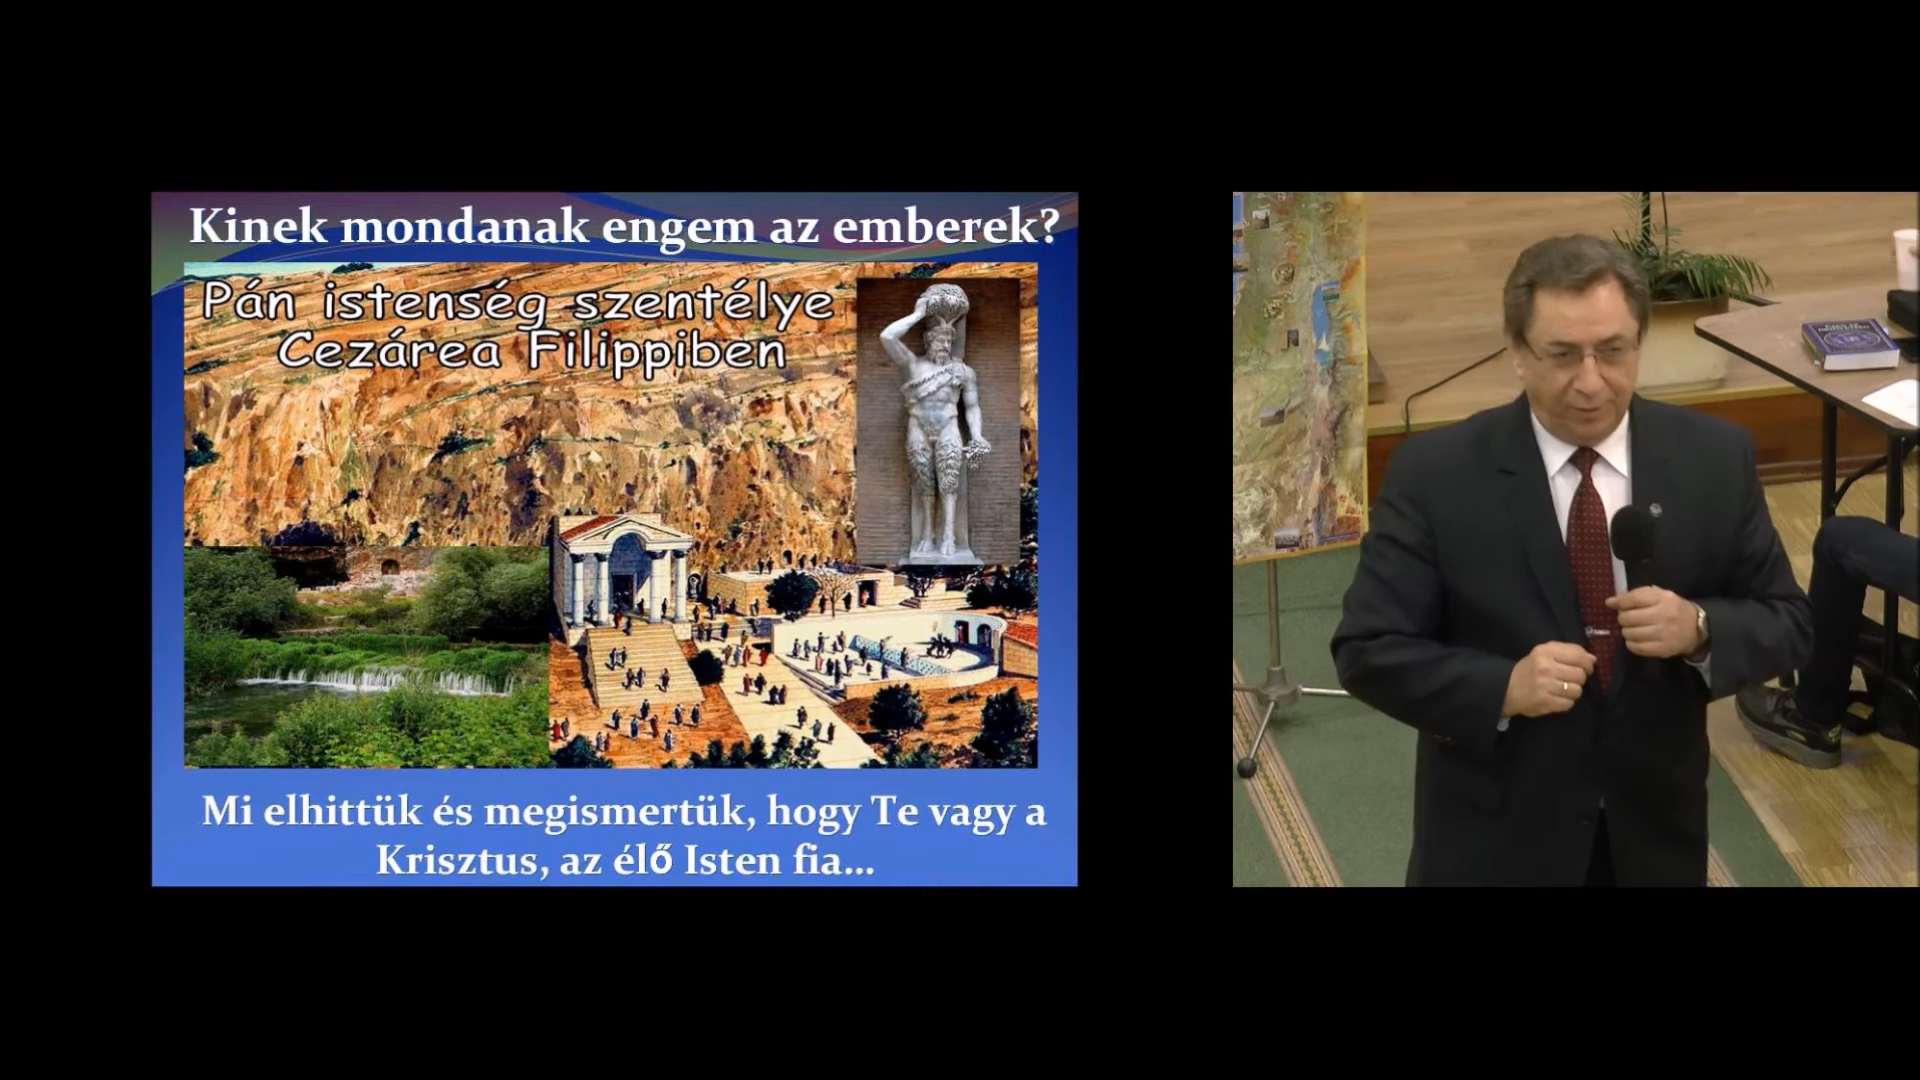 Kinek mondanak engem az emberek?
Pán istenség szentélye
Cezárea Filippiben
Mi elhittük és megismertük, hogy Te vagy a
Krisztus, az élő Isten fia...